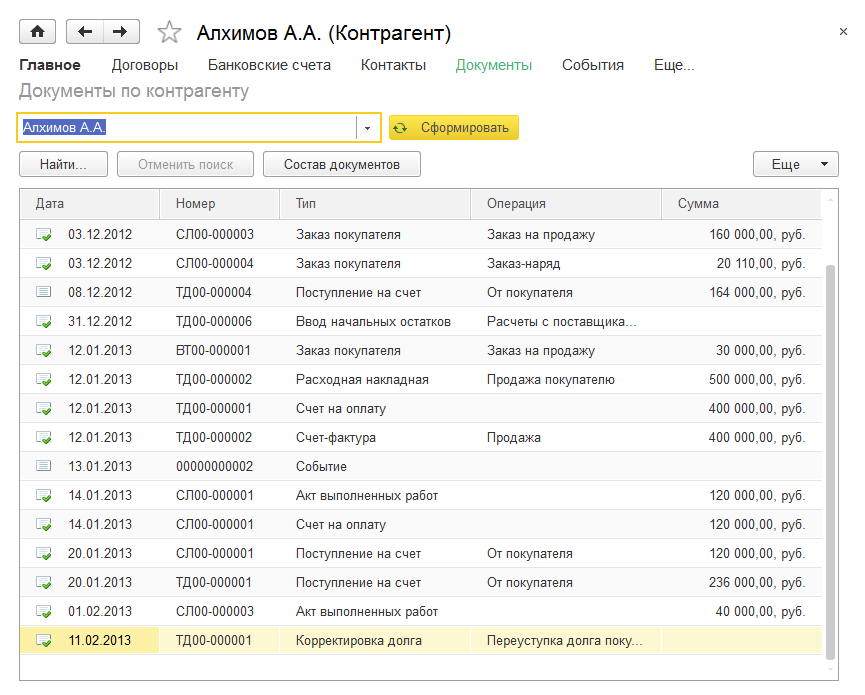 Алхимов А.А. (Контрагент)
Главное Договоры Банковские счета Контакты Документы События Еще...
Документы по контрагенту
Алхимов А.А. Сформировать
Найти... Отменить поиск Состав документов Еще
Дата Номер Тип Операция Сумма
03.12.2012 СЛ00-000003 Заказ покупателя Заказ на продажу 160 000,00, руб.
03.12.2012 СЛ00-000004 Заказ покупателя Заказ-наряд 20 110,00, руб.
08.12.2012 ТД00-000004 Поступление на счет От покупателя 164 000,00, руб.
31.12.2012 ТД00-000006 Ввод начальных остатков Расчеты с поставщика...
12.01.2013 ВТ00-000001 Заказ покупателя Заказ на продажу 30 000,00, руб.
12.01.2013 ТД00-000002 Расходная накладная Продажа покупателю 500 000,00, руб.
12.01.2013 ТД00-000001 Счет на оплату 400 000,00, руб.
12.01.2013 ТД00-000002 Счет-фактура Продажа 400 000,00, руб.
13.01.2013 00000000002 Событие
14.01.2013 СЛ00-000001 Акт выполненных работ 120 000,00, руб.
14.01.2013 СЛ00-000001 Счет на оплату 120 000,00, руб.
20.01.2013 СЛ00-000001 Поступление на счет От покупателя 120 000,00, руб.
20.01.2013 ТД00-000001 Поступление на счет От покупателя 236 000,00, руб.
01.02.2013 СЛ00-000003 Акт выполненных работ 40 000,00, руб.
11.02.2013 ТД00-000001 Корректировка долга Переуступка долга поку...